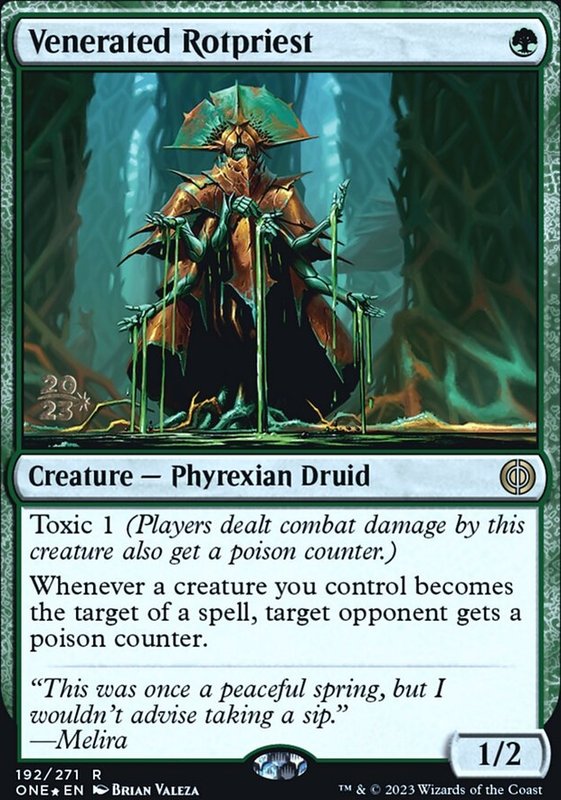 Venerated Rotpriest
20
23
Creature — Phyrexian Druid
Toxic 1 (Players dealt combat damage by this
creature also get a poison counter.)
Whenever a creature you control becomes
the target of a spell, target opponent gets a
poison counter.
“This was once a peaceful spring, but I
wouldn’t advise taking a sip.”
—Melira
1/2
192/271 R
ONE★EN Brian Valeza
™ & © 2023 Wizards of the Coast